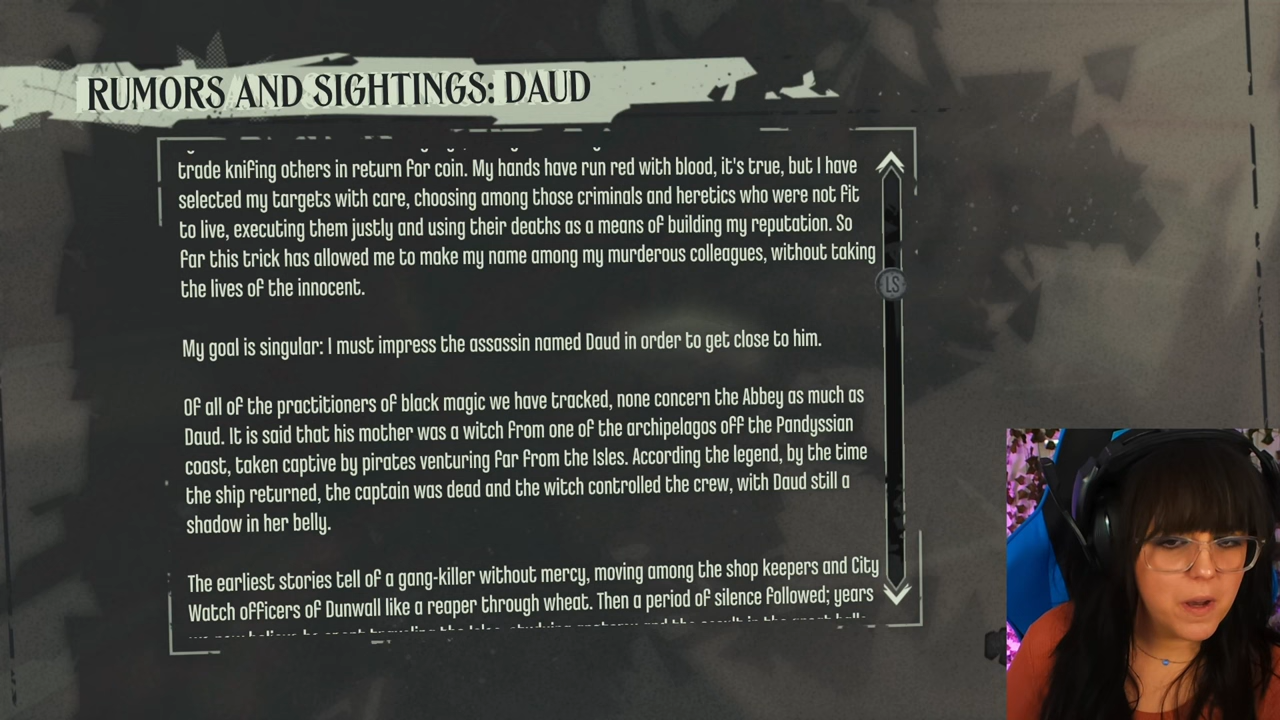 RUMORS AND SIGHTINGS: DAUD
trade knifing others in return for coin. My hands have run red with blood, it's true, but I have
selected my targets with care, choosing among those criminals and heretics who were not fit
to live, executing them justly and using their deaths as a means of building my reputation. So
far this trick has allowed me to make my name among my murderous colleagues, without taking
the lives of the innocent.
LS
My goal is singular: I must impress the assassin named Daud in order to get close to him.
Of all of the practitioners of black magic we have tracked, none concern the Abbey as much as
Daud. It is said that his mother was a witch from one of the archipelagos off the Pandyssian
coast, taken captive by pirates venturing far from the Isles. According the legend, by the time
the ship returned, the captain was dead and the witch controlled the crew, with Daud still a
shadow in her belly.
The earliest stories tell of a gang-killer without mercy, moving among the shop keepers and City
Watch officers of Dunwall like a reaper through wheat. Then a period of silence followed; years